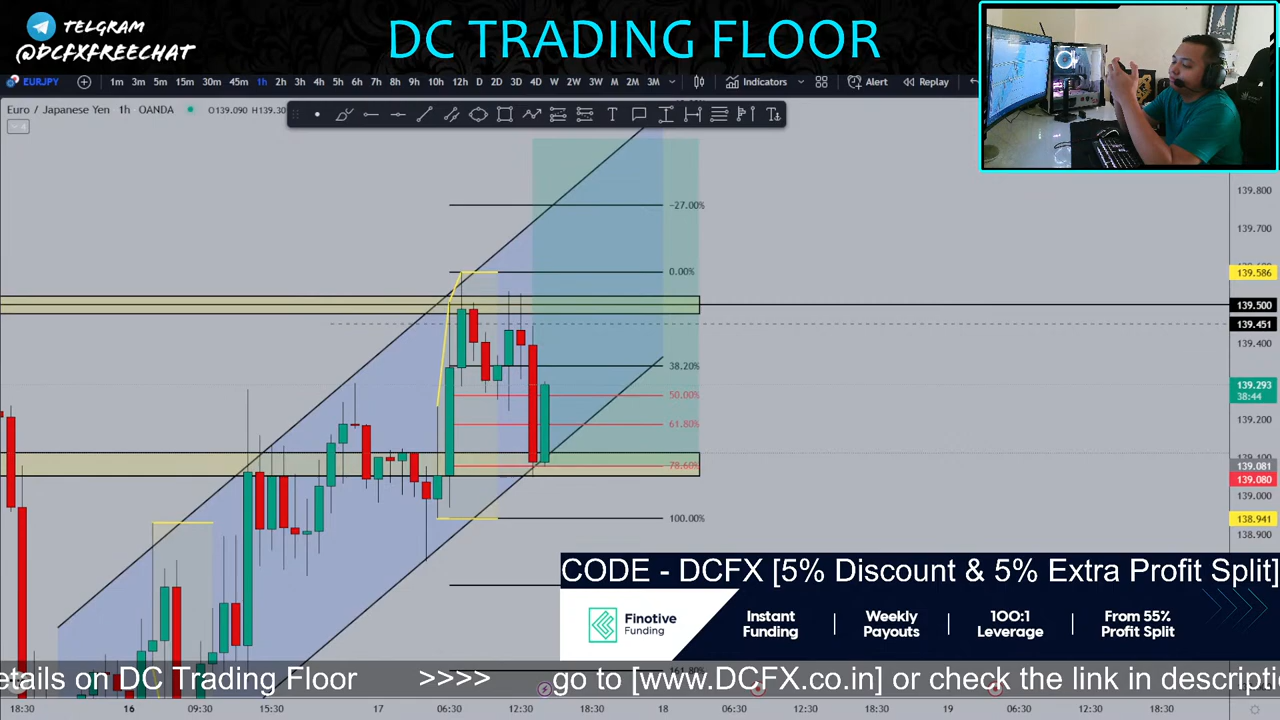 TELGRAM
@DCFXFREECHAT
DC TRADING FLOOR
EURJPY 1m 3m 5m 15m 30m 45m 1h 2h 3h 4h 5h 6h 7h 8h 9h 10h 12h D 2D 3D 4D W 2W M 2M 3M Indicators Alert Replay
Euro / Japanese Yen 1h OANDA O139.090 H139.30
139.800
-27.00%
139.700
0.00%
139.586
139.500
139.451
139.400
38.20%
139.293
38:44
50.00%
139.200
61.80%
78.60%
139.081
139.080
139.000
100.00%
138.941
138.900
CODE - DCFX [5% Discount & 5% Extra Profit Split]
Finotive
Funding
Instant
Funding
Weekly
Payouts
100:1
Leverage
From 55%
Profit Split
etails on DC Trading Floor >>>> go to [www.DCFX.co.in] or check the link in descripti
18:30 16 09:30 15:30 17 06:30 12:30 18:30 18 06:30 12:30 18:30 19 06:30 12:30